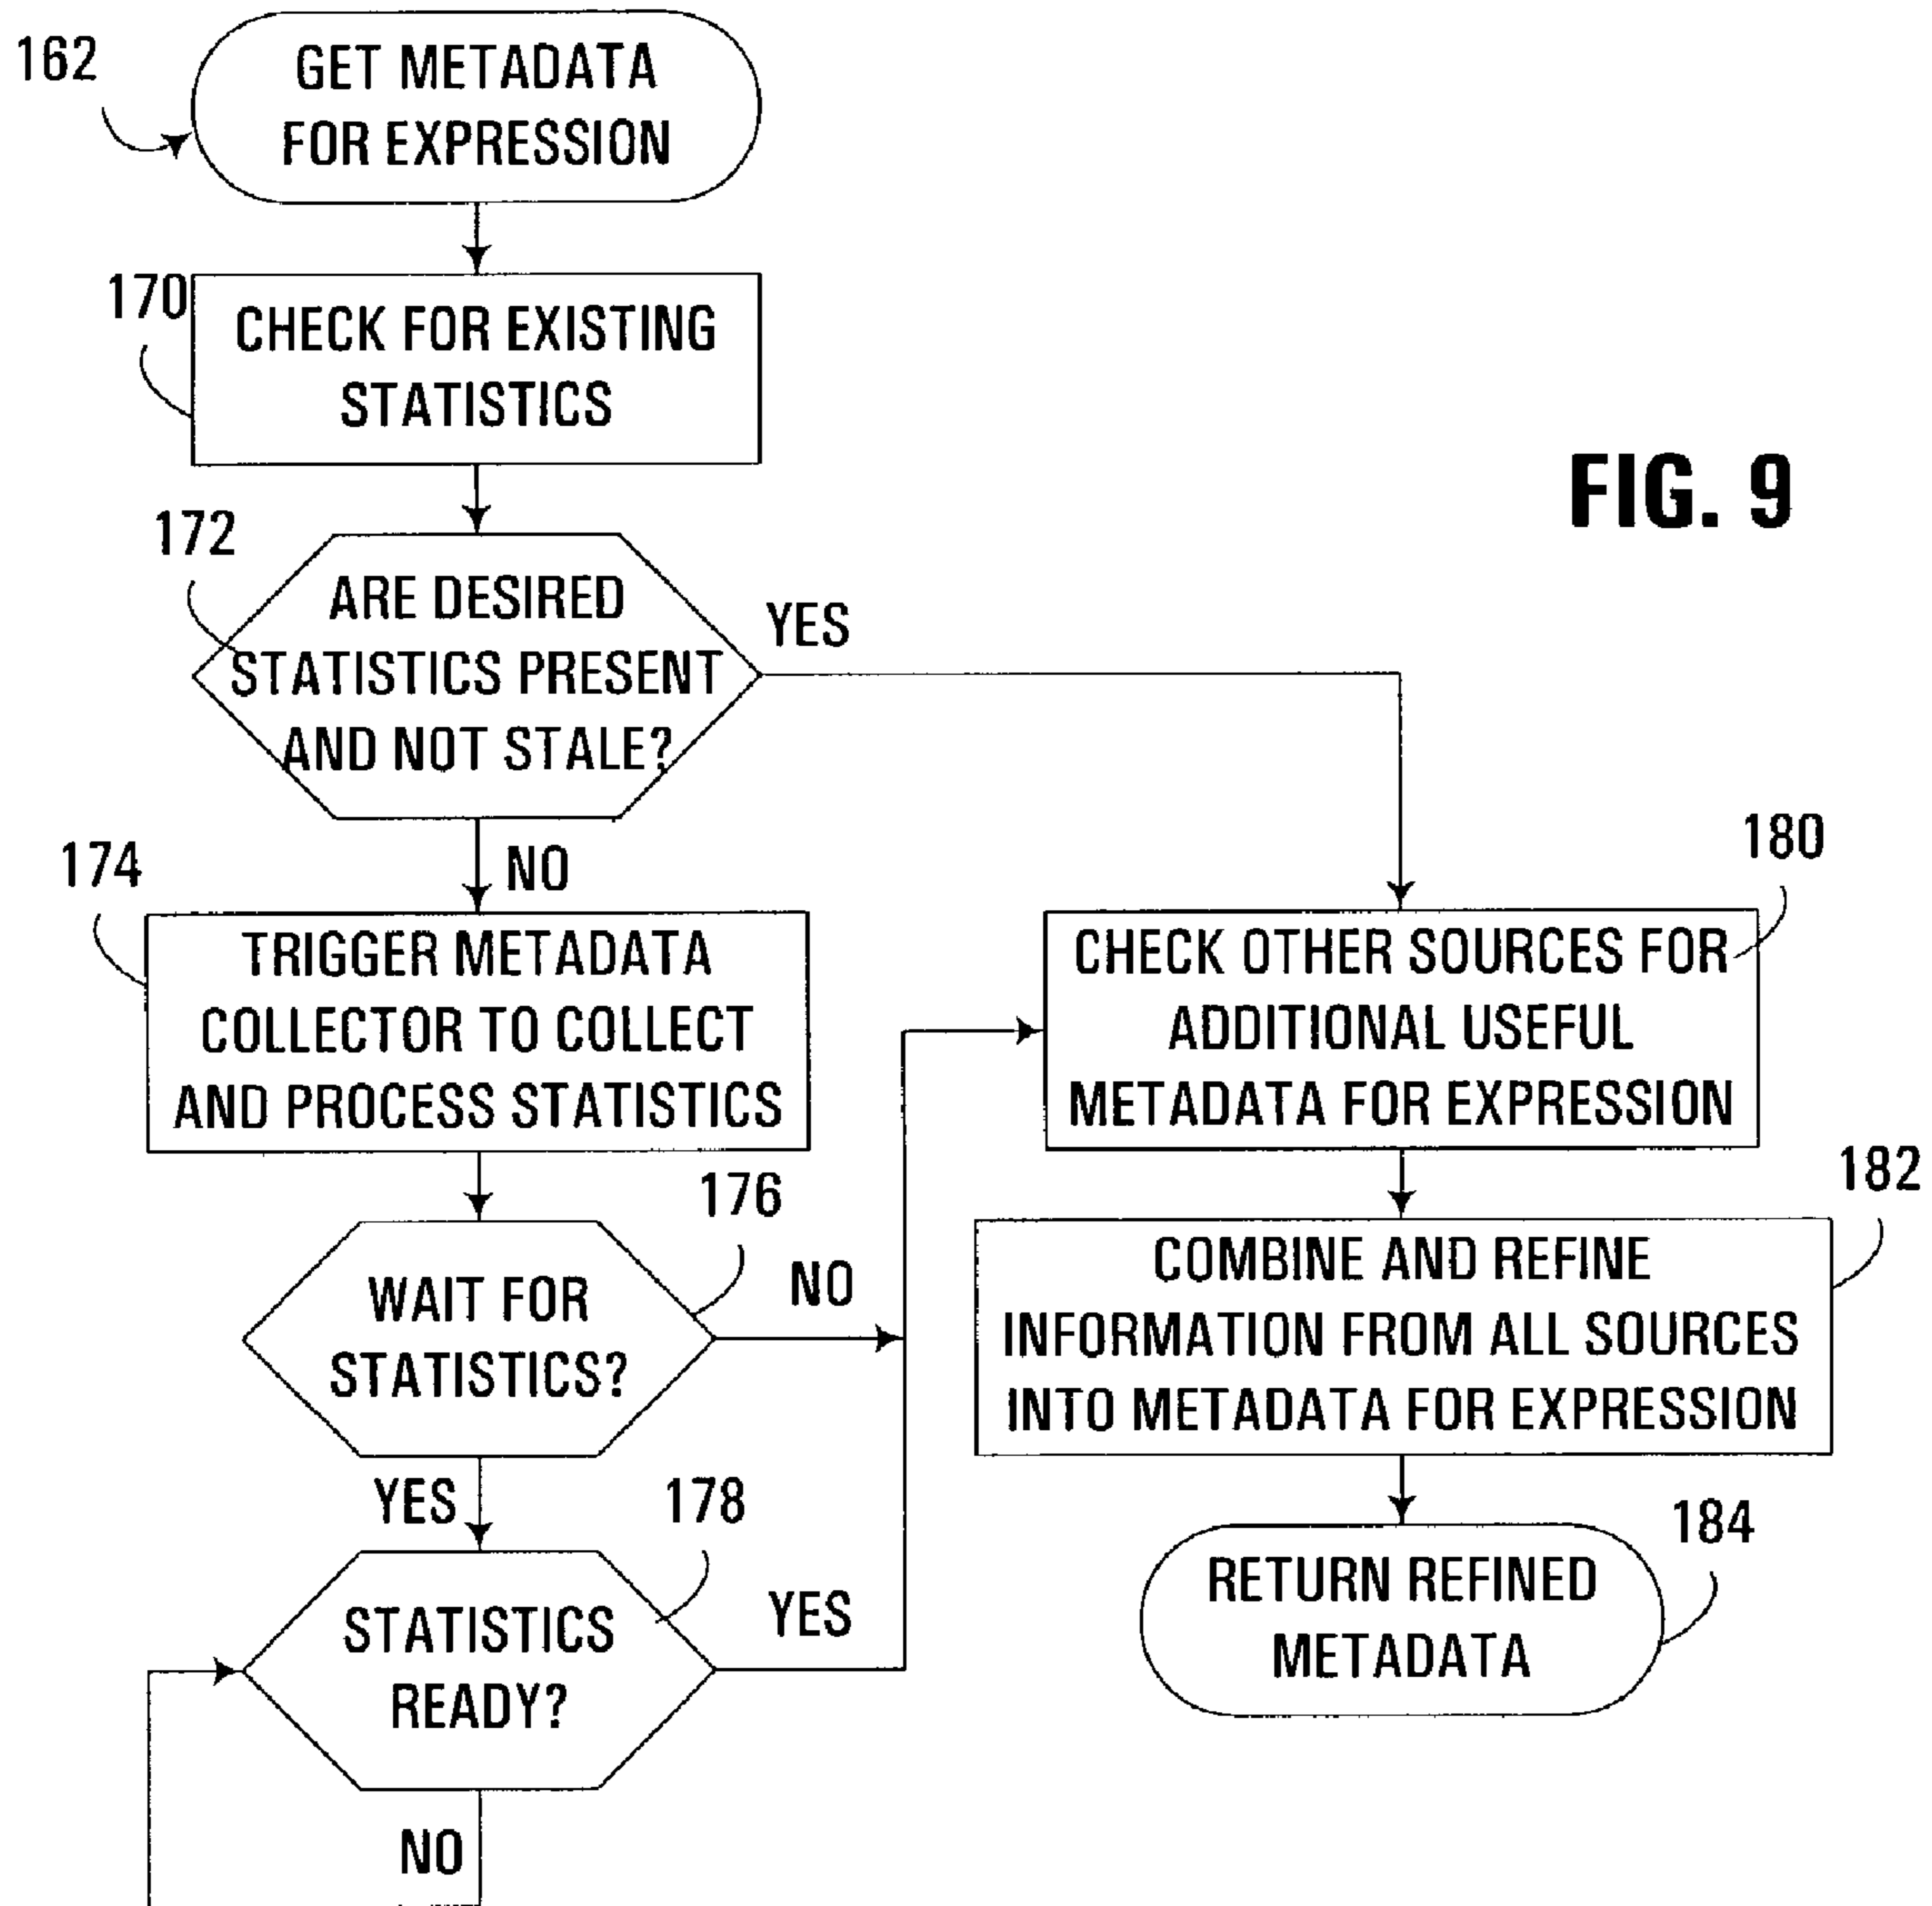 162
GET METADATA
FOR EXPRESSION
170
CHECK FOR EXISTING
STATISTICS
FIG. 9
172
ARE DESIRED
STATISTICS PRESENT
AND NOT STALE?
YES
NO
174
TRIGGER METADATA
COLLECTOR TO COLLECT
AND PROCESS STATISTICS
180
CHECK OTHER SOURCES FOR
ADDITIONAL USEFUL
METADATA FOR EXPRESSION
176
WAIT FOR
STATISTICS?
NO
YES
182
COMBINE AND REFINE
INFORMATION FROM ALL SOURCES
INTO METADATA FOR EXPRESSION
178
STATISTICS
READY?
YES
NO
184
RETURN REFINED
METADATA